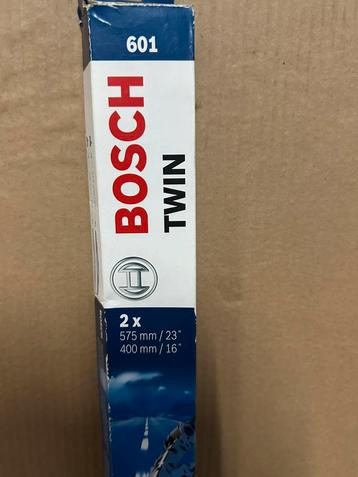 601
BOSCH
TWIN
2 x
575 mm / 23"
400 mm / 16"